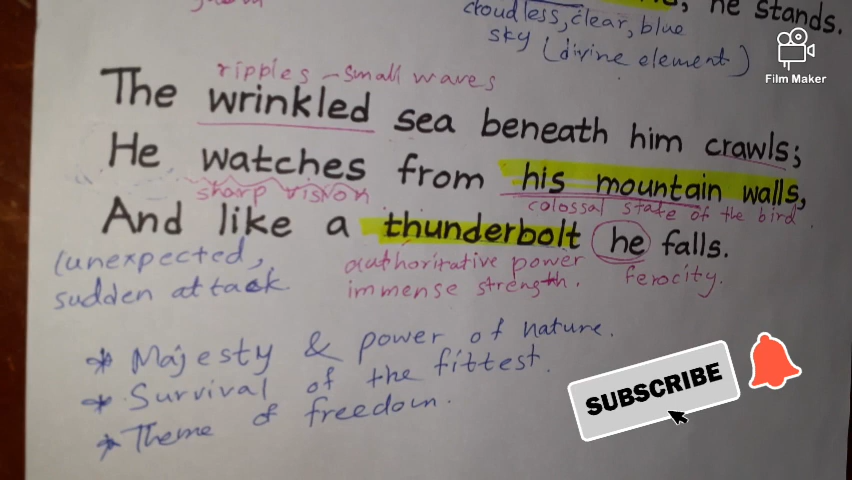 he stands.
cloudless, clear, blue
sky (divine element)
Film Maker
ripples - small waves
The wrinkled sea beneath him crawls;
He watches from his mountain walls,
sharp vision
colossal state of the bird
And like a thunderbolt he falls.
(unexpected,
sudden attack
authoritative power
immense strength.
ferocity.
* Majesty & power of nature.
* Survival of the fittest.
* Theme of freedom.
SUBSCRIBE